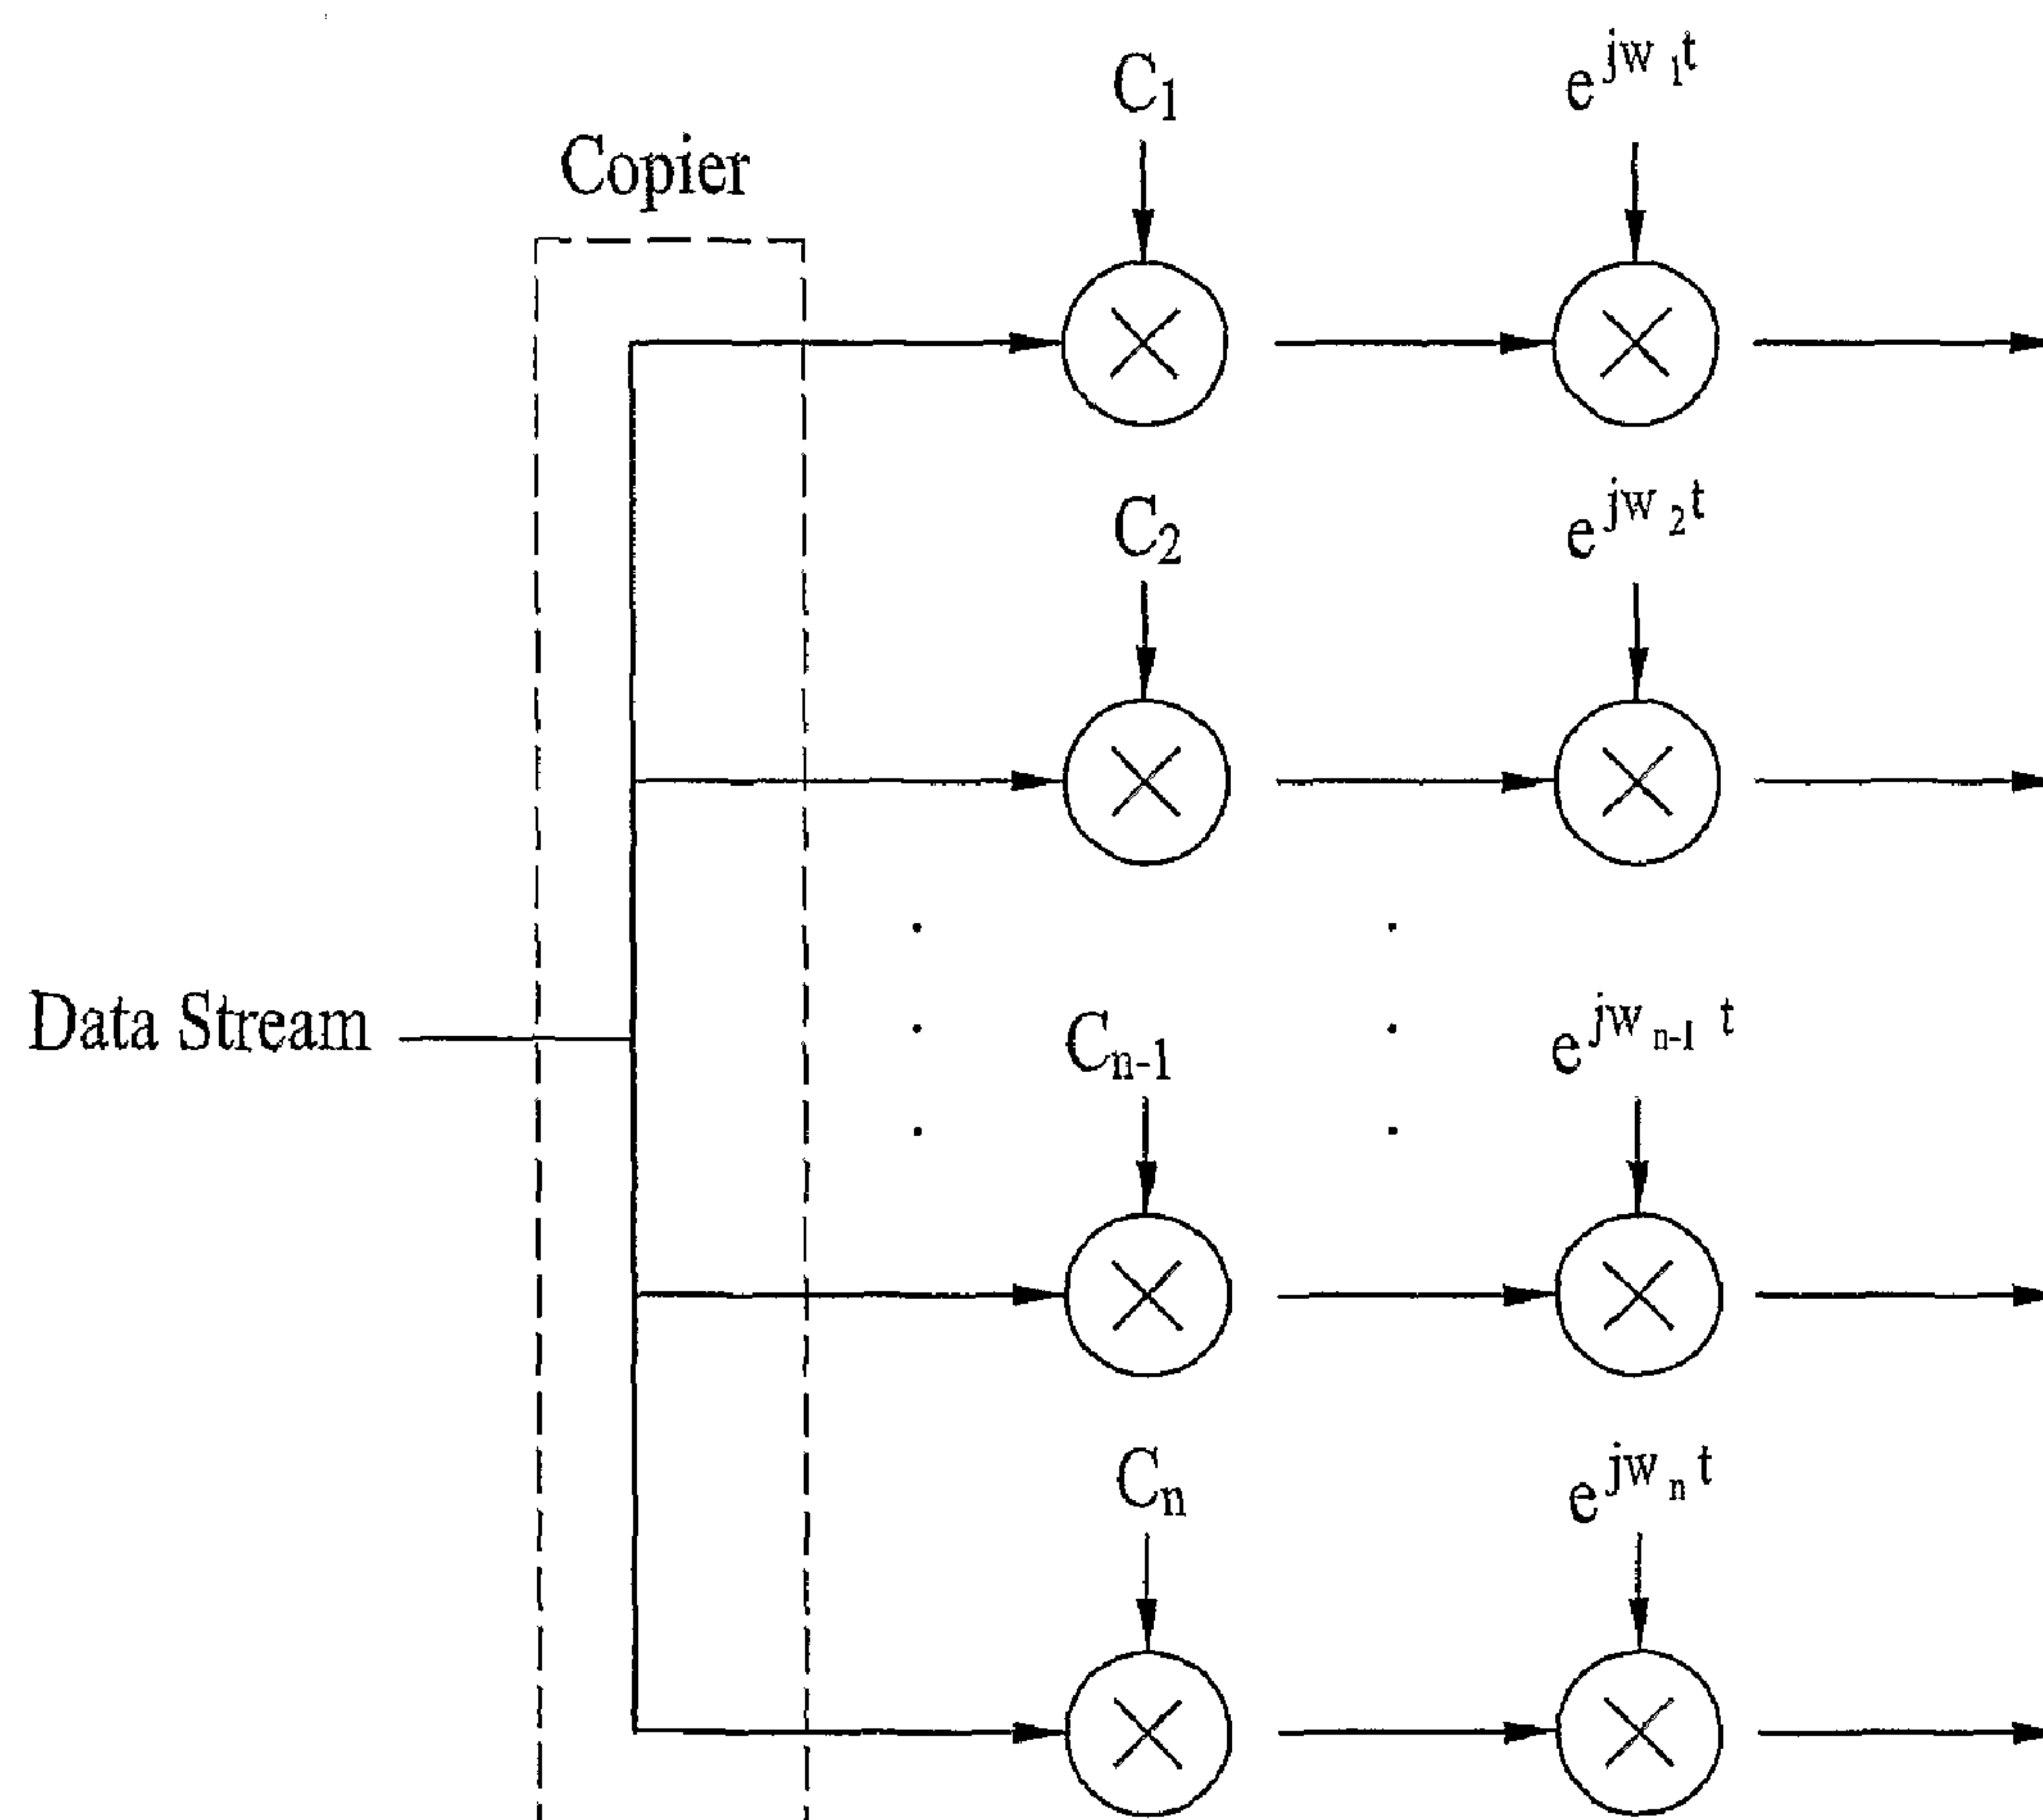 C₁
e^{jw₁t}
Copier
C₂
e^{jw₂t}
Data Stream
Cₙ₋₁
e^{jwₙ₋₁ t}
Cₙ
e^{jwₙ t}